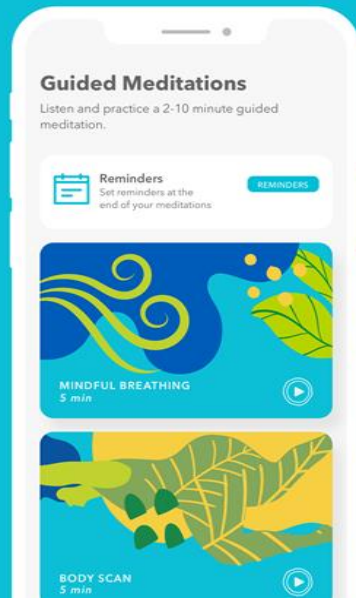 Guided Meditations
Listen and practice a 2-10 minute guided
meditation.
Reminders
Set reminders at the
end of your meditations
REMINDERS
MINDFUL BREATHING
5 min
BODY SCAN
5 min